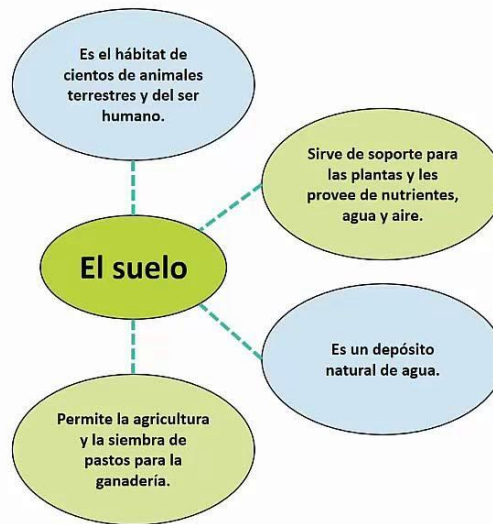 Es el hábitat de
cientos de animales
terrestres y del ser
humano.
Sirve de soporte para
las plantas y les
provee de nutrientes,
agua y aire.
El suelo
Es un depósito
natural de agua.
Permite la agricultura
y la siembra de
pastos para la
ganadería.